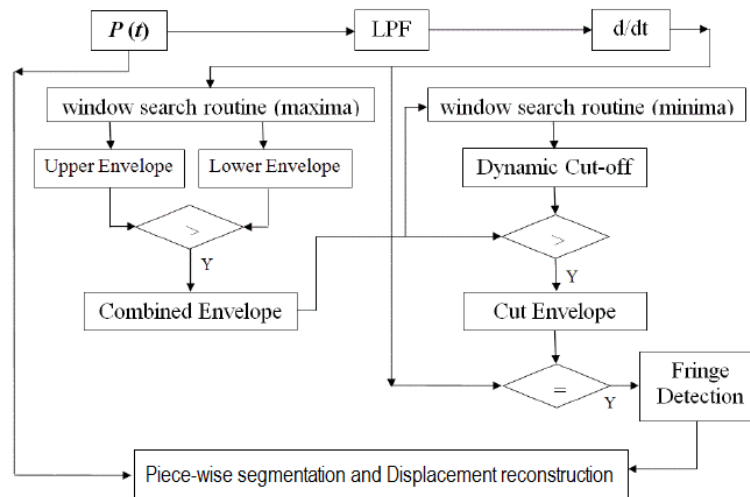 P (t)
LPF
d/dt
window search routine (maxima)
window search routine (minima)
Upper Envelope
Lower Envelope
Dynamic Cut-off
>
>
Y
Y
Combined Envelope
Cut Envelope
=
Y
Fringe
Detection
Piece-wise segmentation and Displacement reconstruction